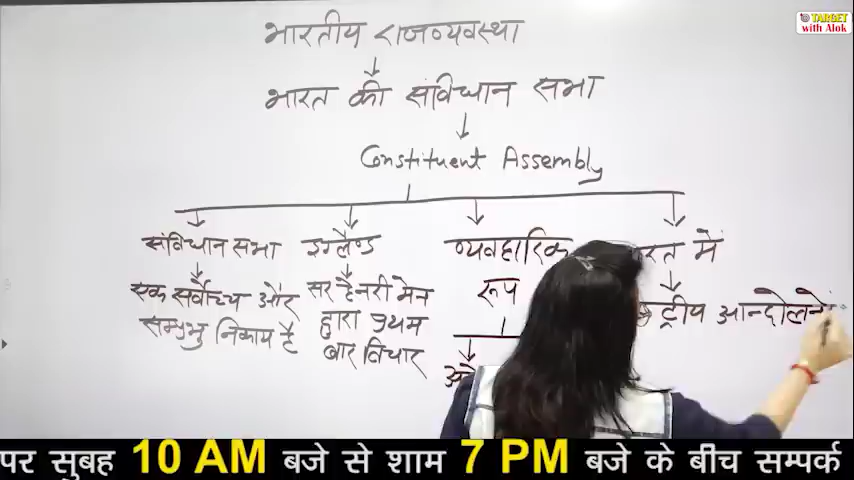 TARGET
with Alok
भारतीय राजव्यवस्था
भारत की संविधान सभा
Constituent Assembly
संविधान सभा
एक सर्वोच्च और
सम्प्रभु निकाय है
इंग्लैण्ड
सर हेनरी मेन
द्वारा प्रथम
बार विचार
व्यवहारिक
रूप
में
आन्दोलनों
पर सुबह 10 AM बजे से शाम 7 PM बजे के बीच सम्पर्क